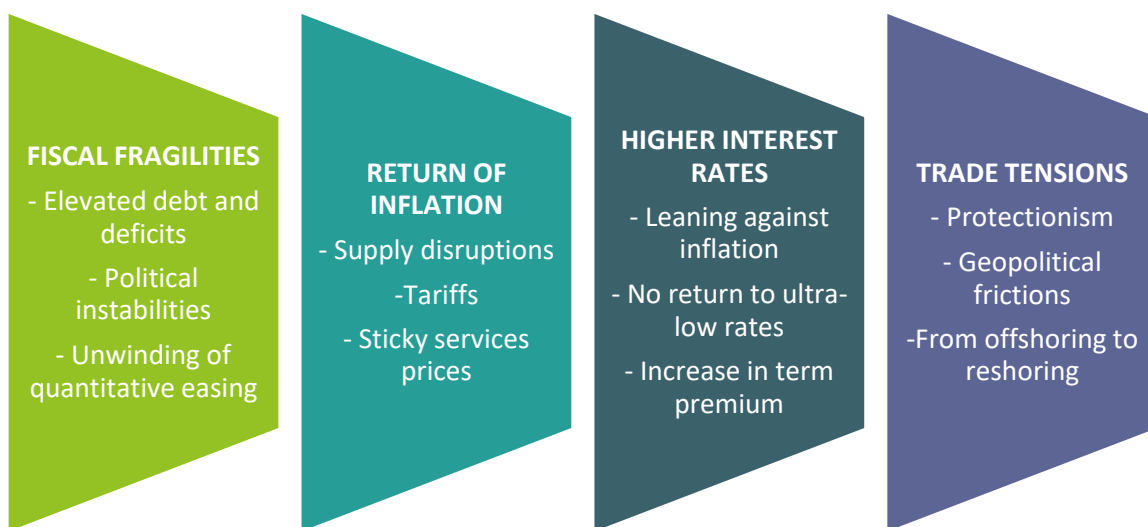 FISCAL FRAGILITIES
- Elevated debt and
deficits
- Political
instabilities
- Unwinding of
quantitative easing
RETURN OF
INFLATION
- Supply disruptions
-Tariffs
- Sticky services
prices
HIGHER INTEREST
RATES
- Leaning against
inflation
- No return to ultra-
low rates
- Increase in term
premium
TRADE TENSIONS
- Protectionism
- Geopolitical
frictions
-From offshoring to
reshoring